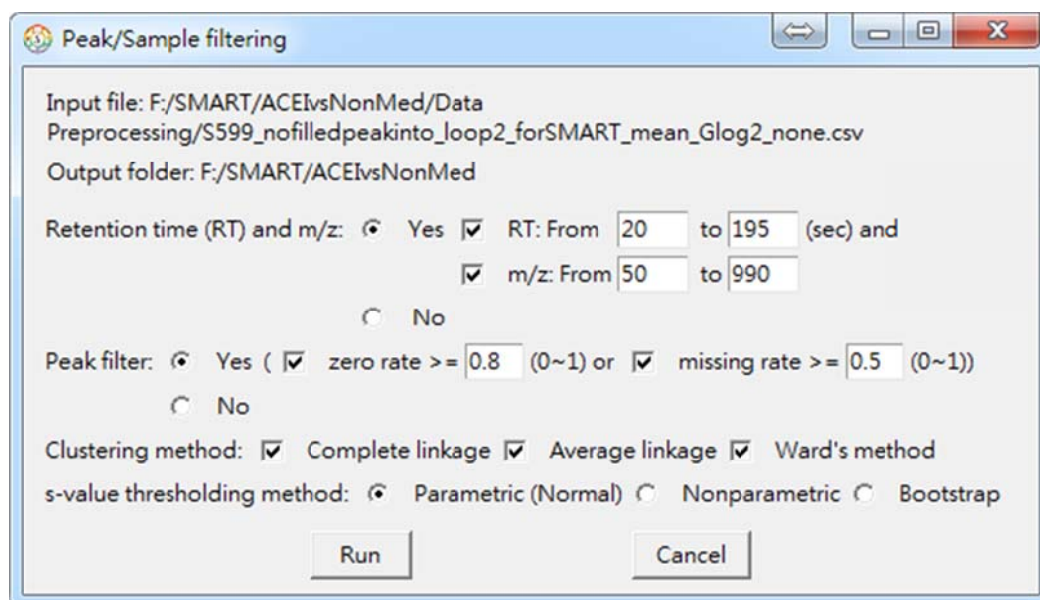 Peak/Sample filtering
Input file: F:/SMART/ACEIvsNonMed/Data
Preprocessing/S599_nofilledpeakinto_loop2_forSMART_mean_Glog2_none.csv
Output folder: F:/SMART/ACEIvsNonMed
Retention time (RT) and m/z: Yes RT: From 20 to 195 (sec) and
m/z: From 50 to 990
No
Peak filter: Yes ( zero rate >= 0.8 (0~1) or missing rate >= 0.5 (0~1))
No
Clustering method: Complete linkage Average linkage Ward's method
s-value thresholding method: Parametric (Normal) Nonparametric Bootstrap
Run Cancel